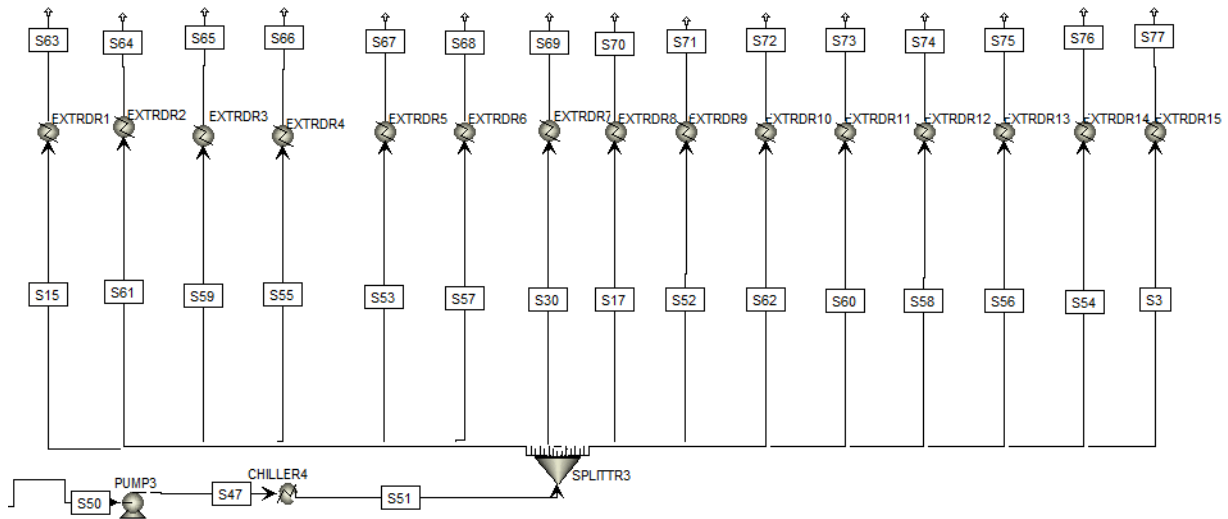 S63 S64 S65 S66 S67 S68 S69 S70 S71 S72 S73 S74 S75 S76 S77
EXTRDR1 EXTRDR2 EXTRDR3 EXTRDR4 EXTRDR5 EXTRDR6 EXTRDR7 EXTRDR8 EXTRDR9 EXTRDR10 EXTRDR11 EXTRDR12 EXTRDR13 EXTRDR14 EXTRDR15
S15 S61 S59 S55 S53 S57 S30 S17 S52 S62 S60 S58 S56 S54 S3
CHILLER4 SPLITTR3
PUMP3
S50 S47 S51